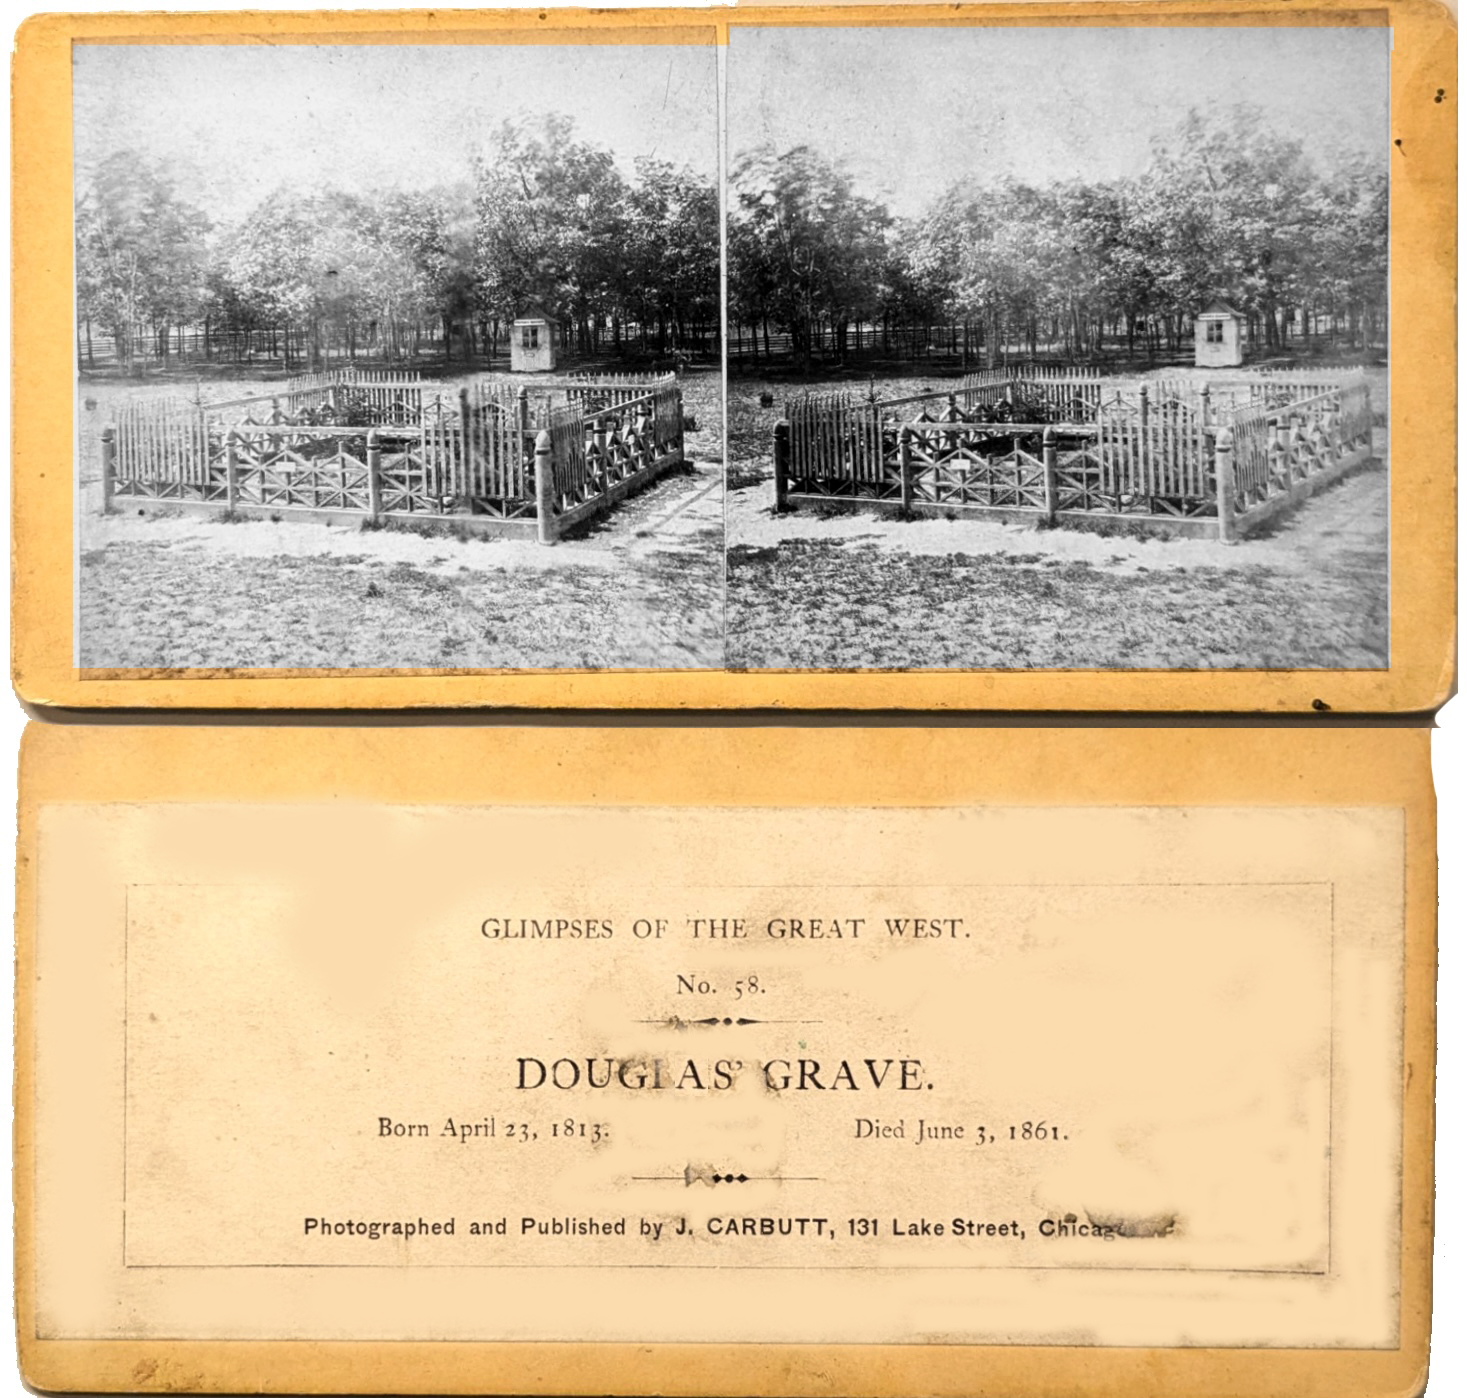 GLIMPSES OF THE GREAT WEST.
No. 58.
DOUGLAS' GRAVE.
Born April 23, 1813. Died June 3, 1861.
Photographed and Published by J. CARBUTT, 131 Lake Street,